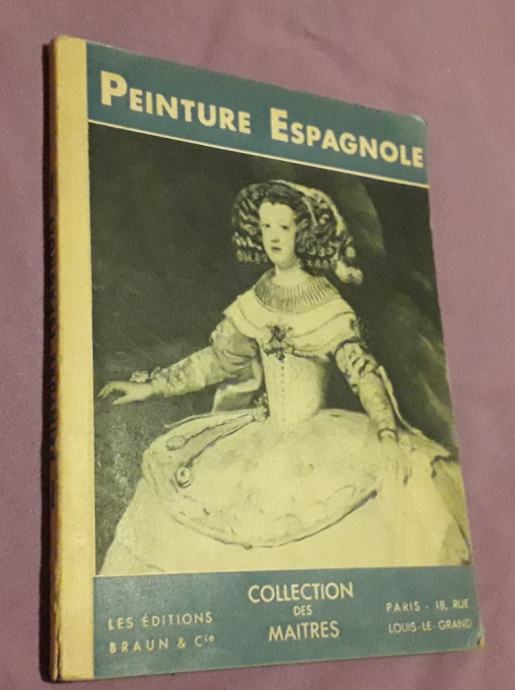 PEINTURE ESPAGNOLE
COLLECTION
DES
MAITRES
LES ÉDITIONS
BRAUN & Cie
PARIS - 18, RUE
LOUIS-LE-GRAND